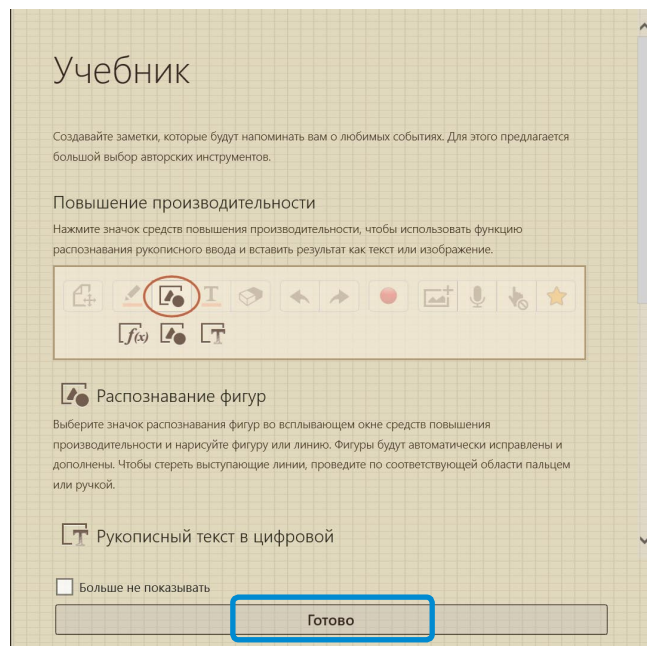 Учебник
Создавайте заметки, которые будут напоминать вам о любимых событиях. Для этого предлагается
большой выбор авторских инструментов.
Повышение производительности
Нажмите значок средств повышения производительности, чтобы использовать функцию
распознавания рукописного ввода и вставить результат как текст или изображение.
T
f(x) T
Распознавание фигур
Выберите значок распознавания фигур во всплывающем окне средств повышения
производительности и нарисуйте фигуру или линию. Фигуры будут автоматически исправлены и
дополнены. Чтобы стереть выступающие линии, проведите по соответствующей области пальцем
или ручкой.
T Рукописный текст в цифровой
Больше не показывать
Готово